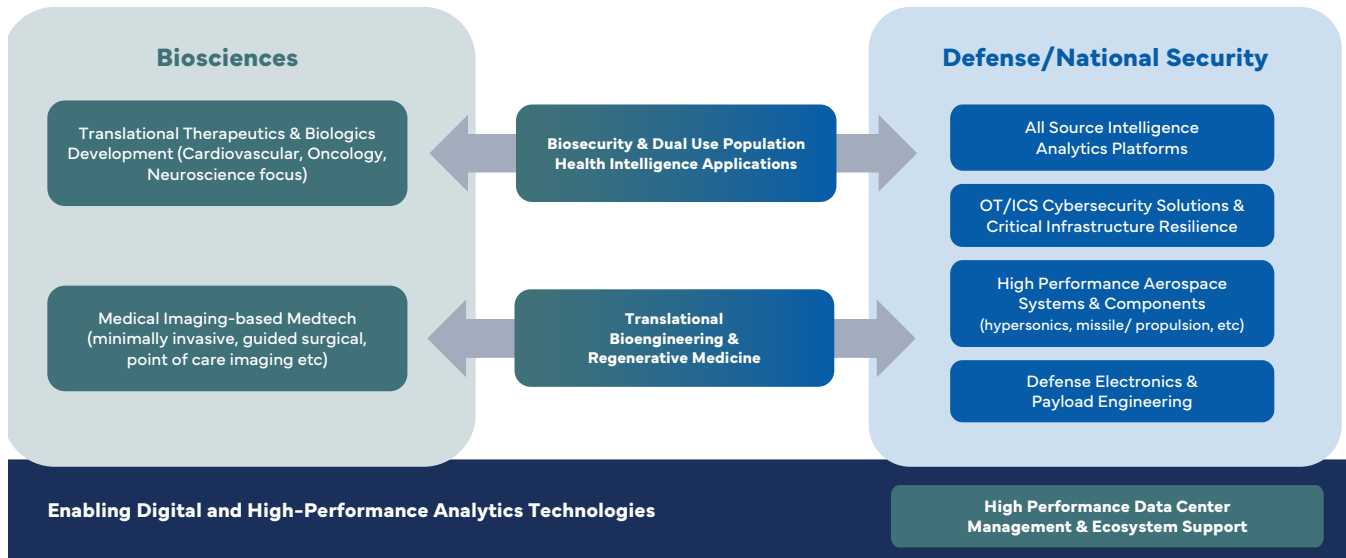 Biosciences
Translational Therapeutics & Biologics
Development (Cardiovascular, Oncology,
Neuroscience focus)
Medical Imaging-based Medtech
(minimally invasive, guided surgical,
point of care imaging etc)
Biosecurity & Dual Use Population
Health Intelligence Applications
Translational
Bioengineering &
Regenerative Medicine
Defense/National Security
All Source Intelligence
Analytics Platforms
OT/ICS Cybersecurity Solutions &
Critical Infrastructure Resilience
High Performance Aerospace
Systems & Components
(hypersonics, missile/ propulsion, etc)
Defense Electronics &
Payload Engineering
Enabling Digital and High-Performance Analytics Technologies
High Performance Data Center
Management & Ecosystem Support